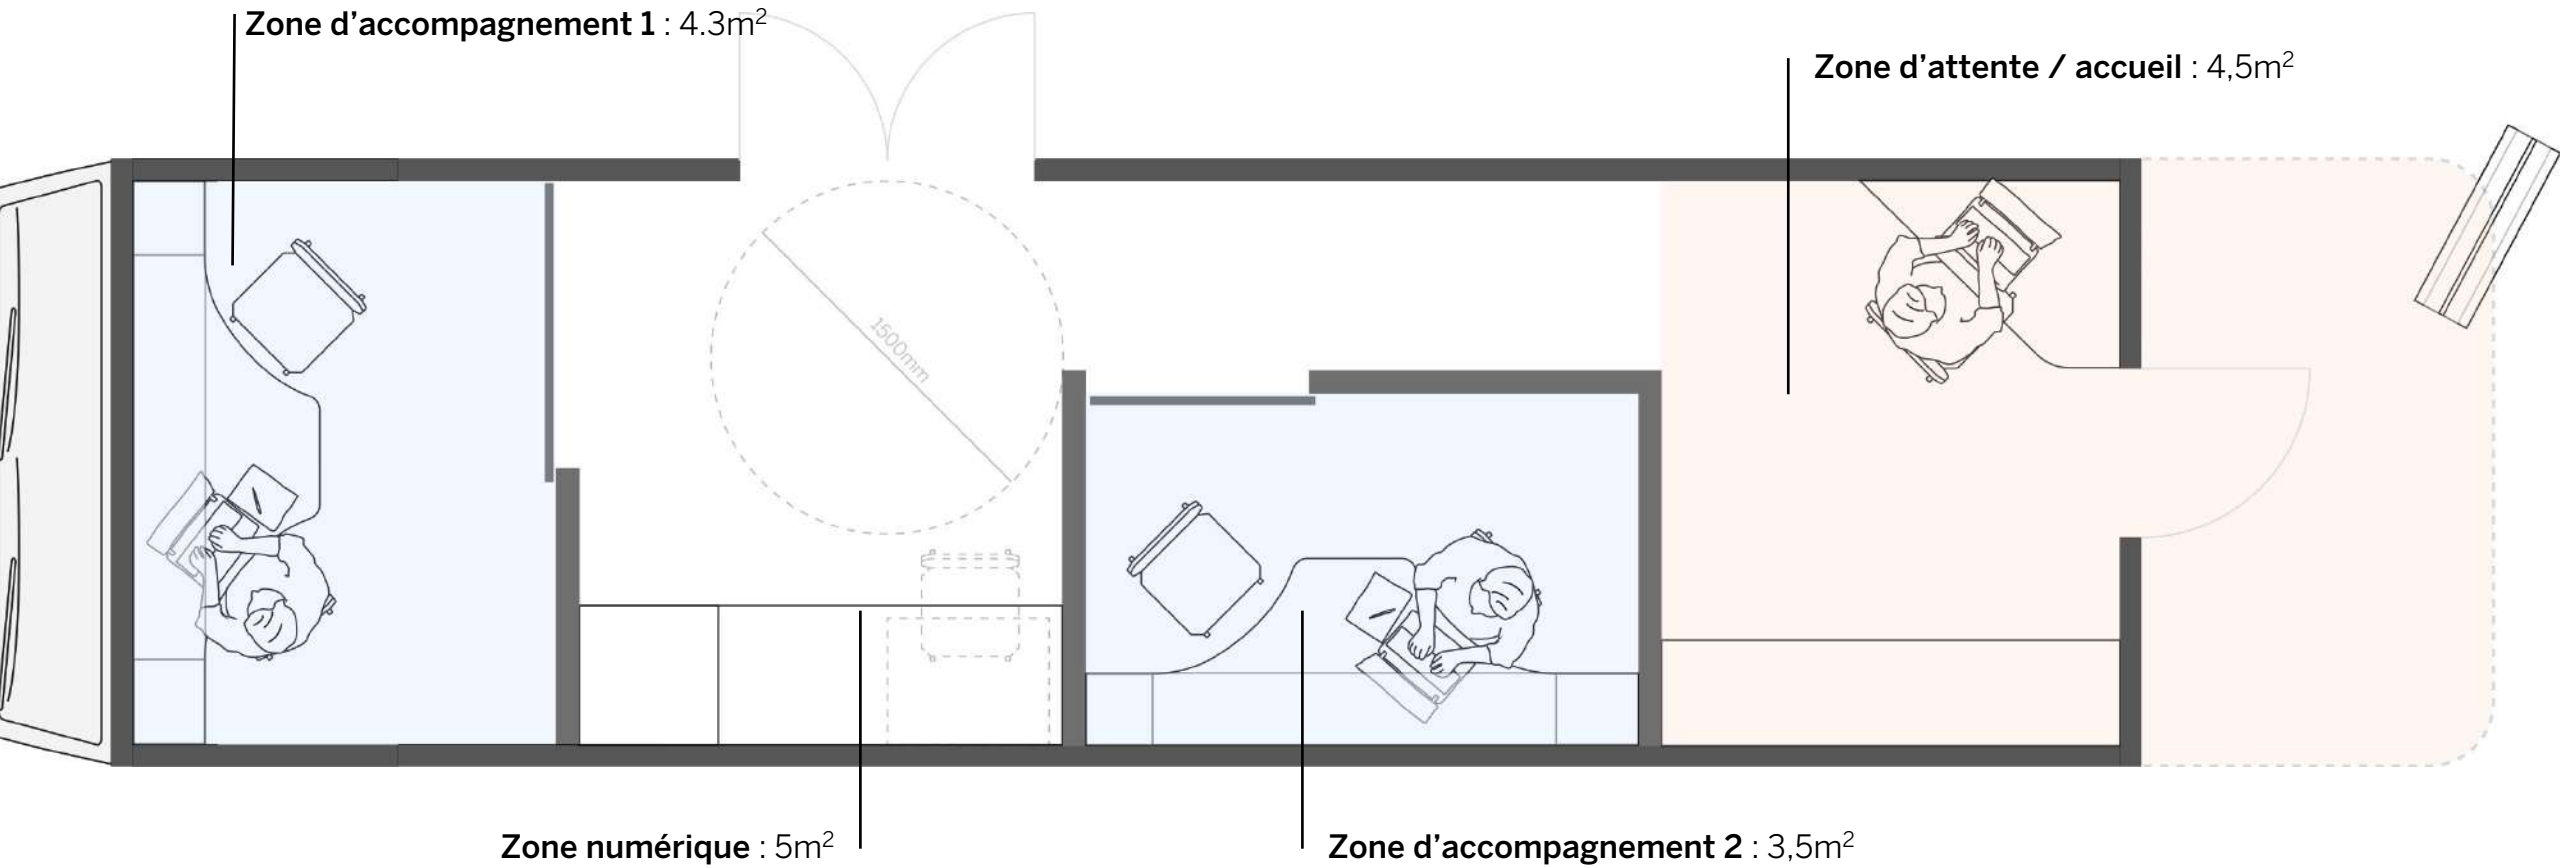 Zone d’accompagnement 1 : 4.3m²
Zone d’attente / accueil : 4,5m²
1500mm
Zone numérique : 5m²
Zone d’accompagnement 2 : 3,5m²